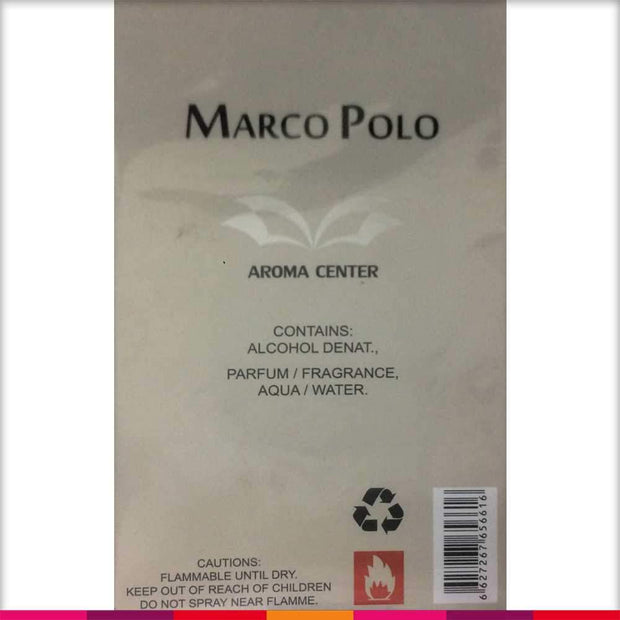 MARCO POLO
AROMA CENTER
CONTAINS:
ALCOHOL DENAT.,
PARFUM / FRAGRANCE,
AQUA / WATER.
6627267656616
CAUTIONS:
FLAMMABLE UNTIL DRY.
KEEP OUT OF REACH OF CHILDREN
DO NOT SPRAY NEAR FLAMME.